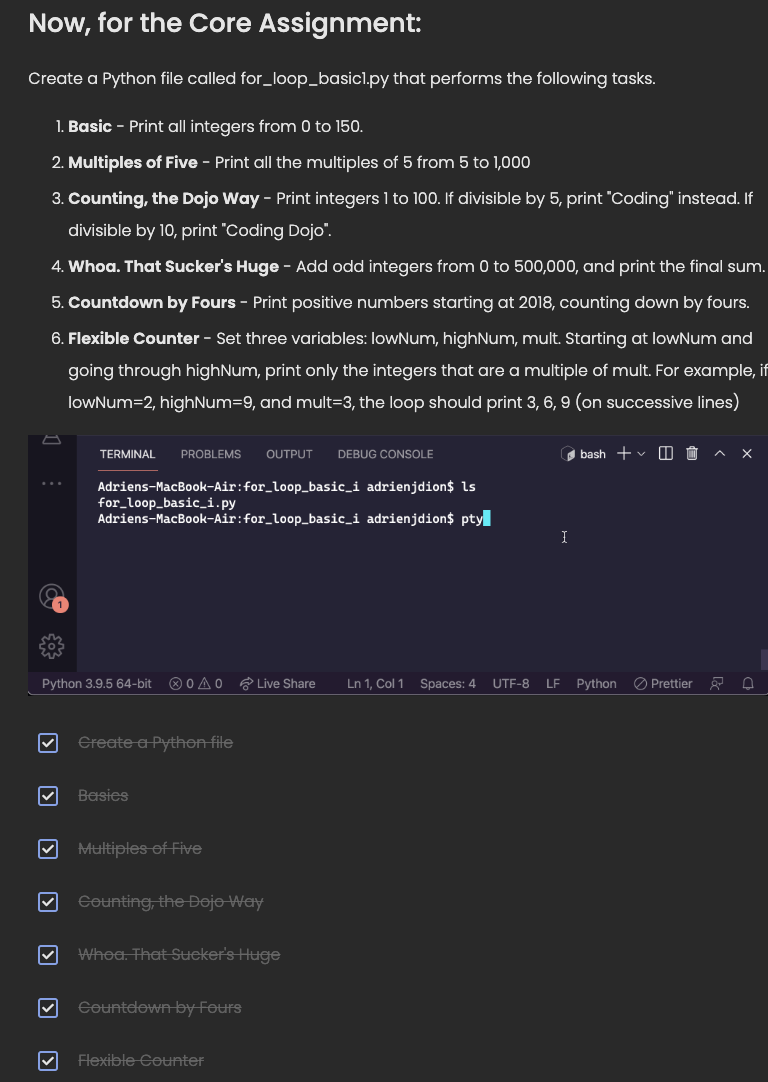 Now, for the Core Assignment:
Create a Python file called for_loop_basic1.py that performs the following tasks.
1. Basic - Print all integers from 0 to 150.
2. Multiples of Five - Print all the multiples of 5 from 5 to 1,000
3. Counting, the Dojo Way - Print integers 1 to 100. If divisible by 5, print "Coding" instead. If
divisible by 10, print "Coding Dojo".
4. Whoa. That Sucker's Huge - Add odd integers from 0 to 500,000, and print the final sum.
5. Countdown by Fours - Print positive numbers starting at 2018, counting down by fours.
6. Flexible Counter - Set three variables: lowNum, highNum, mult. Starting at lowNum and
going through highNum, print only the integers that are a multiple of mult. For example, if
lowNum=2, highNum=9, and mult=3, the loop should print 3, 6, 9 (on successive lines)
TERMINAL PROBLEMS OUTPUT DEBUG CONSOLE bash
Adriens-MacBook-Air:for_loop_basic_i adrienjdion$ ls
for_loop_basic_i.py
Adriens-MacBook-Air:for_loop_basic_i adrienjdion$ pty
1
Python 3.9.5 64-bit 0 0 Live Share Ln 1, Col 1 Spaces: 4 UTF-8 LF Python Prettier
Create a Python file
Basics
Multiples of Five
Counting, the Dojo Way
Whoa. That Sucker's Huge
Countdown by Fours
Flexible Counter